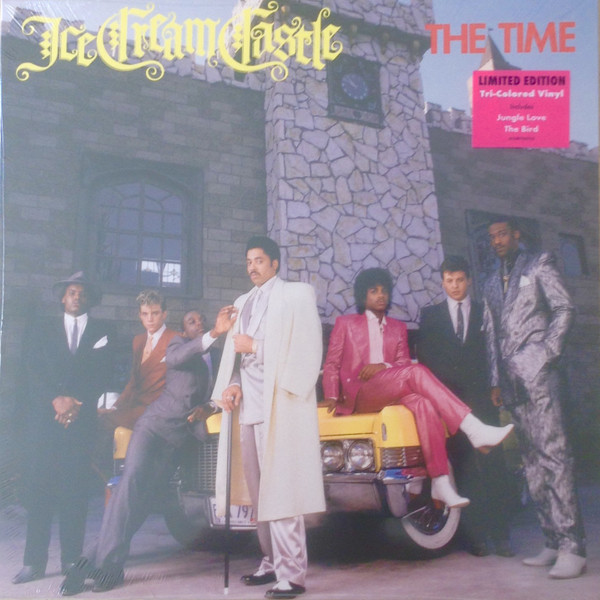 Ice Cream Castle
THE TIME
LIMITED EDITION
Tri-Colored Vinyl
Includes
Jungle Love
The Bird